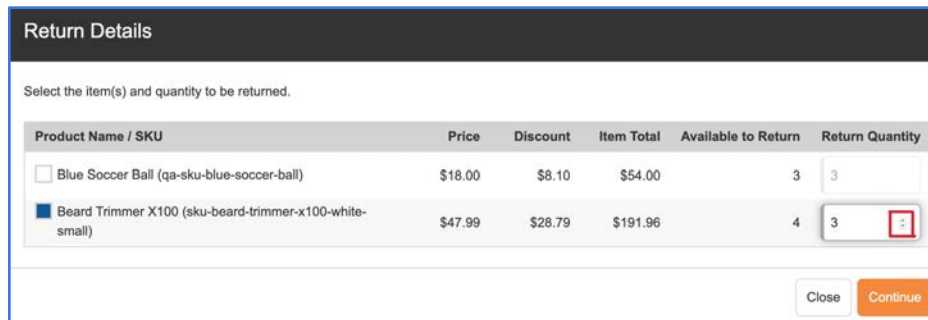 Return Details
Select the item(s) and quantity to be returned.
Product Name / SKU Price Discount Item Total Available to Return Return Quantity
Blue Soccer Ball (qa-sku-blue-soccer-ball) $18.00 $8.10 $54.00 3 3
Beard Trimmer X100 (sku-beard-trimmer-x100-white-
small) $47.99 $28.79 $191.96 4 3
Close Continue